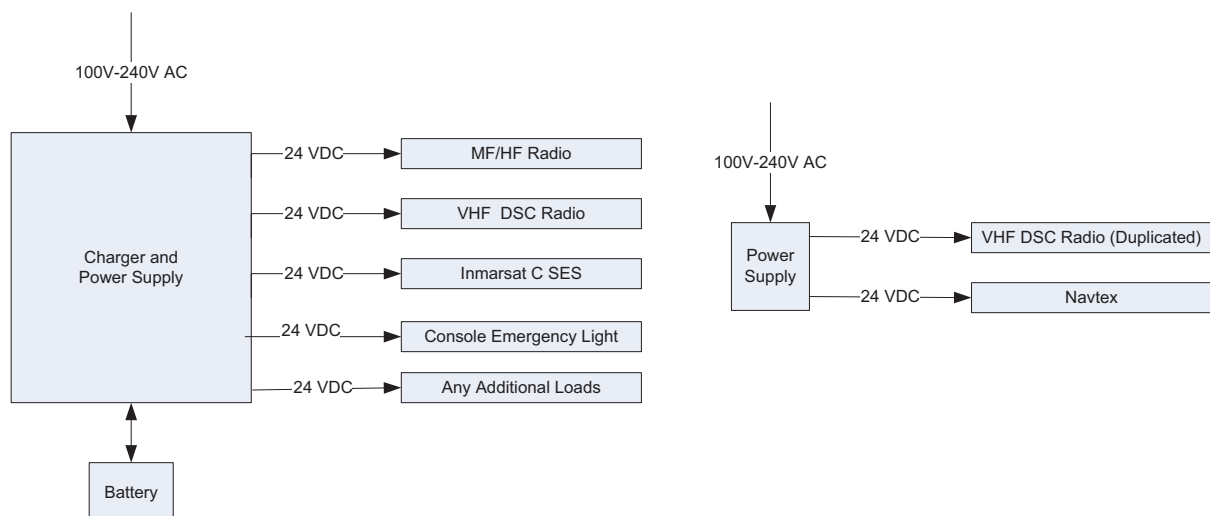 100V-240V AC
Charger and
Power Supply
24 VDC
MF/HF Radio
24 VDC
VHF DSC Radio
24 VDC
Inmarsat C SES
24 VDC
Console Emergency Light
24 VDC
Any Additional Loads
Battery
100V-240V AC
Power
Supply
24 VDC
VHF DSC Radio (Duplicated)
24 VDC
Navtex